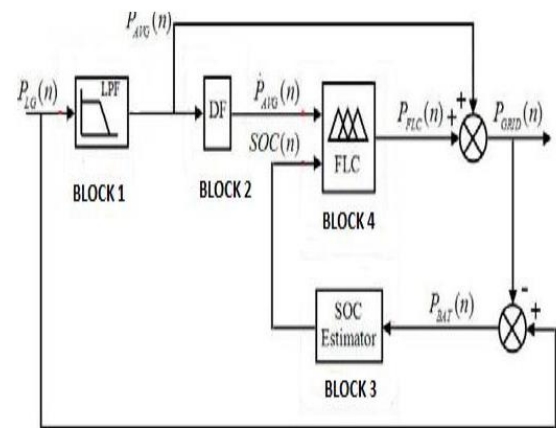 P_AVG(n)
P_LG(n)
LPF
BLOCK 1
DF
BLOCK 2
Ṗ_AVG(n)
SOC(n)
FLC
BLOCK 4
P_FLC(n)
+
+
P_GRID(n)
-
+
P_BAT(n)
SOC
Estimator
BLOCK 3